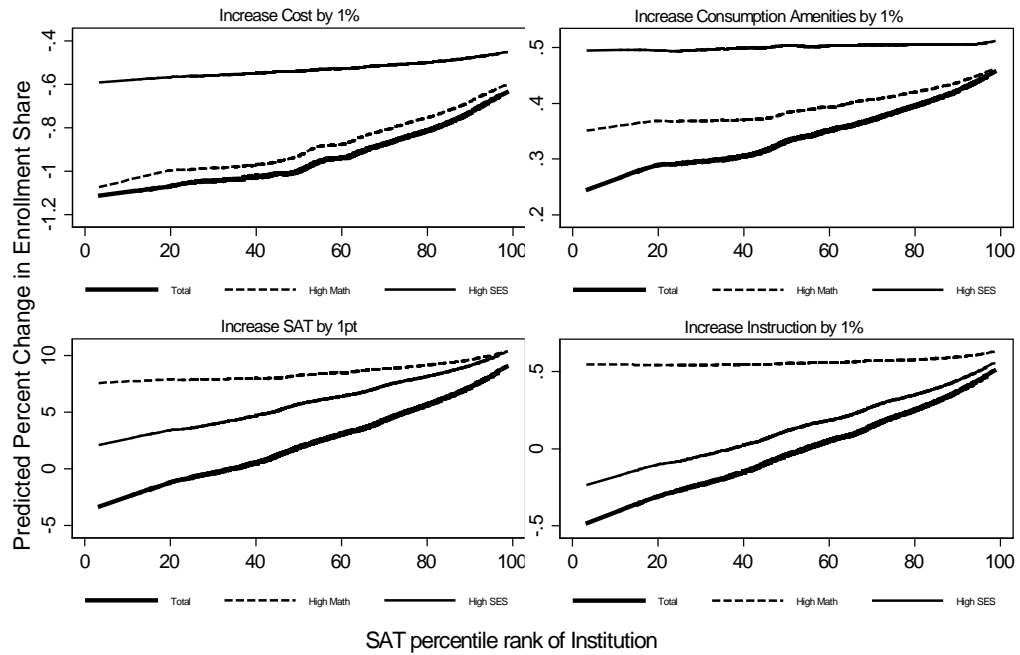 Predicted Percent Change in Enrollment Share
Increase Cost by 1%
-.4
-.6
-.8
-1
-1.2
0 20 40 60 80 100
Total High Math High SES
Increase Consumption Amenities by 1%
.5
.4
.3
.2
0 20 40 60 80 100
Total High Math High SES
Increase SAT by 1pt
10
5
0
-5
0 20 40 60 80 100
Total High Math High SES
Increase Instruction by 1%
.5
0
-.5
0 20 40 60 80 100
Total High Math High SES
SAT percentile rank of Institution